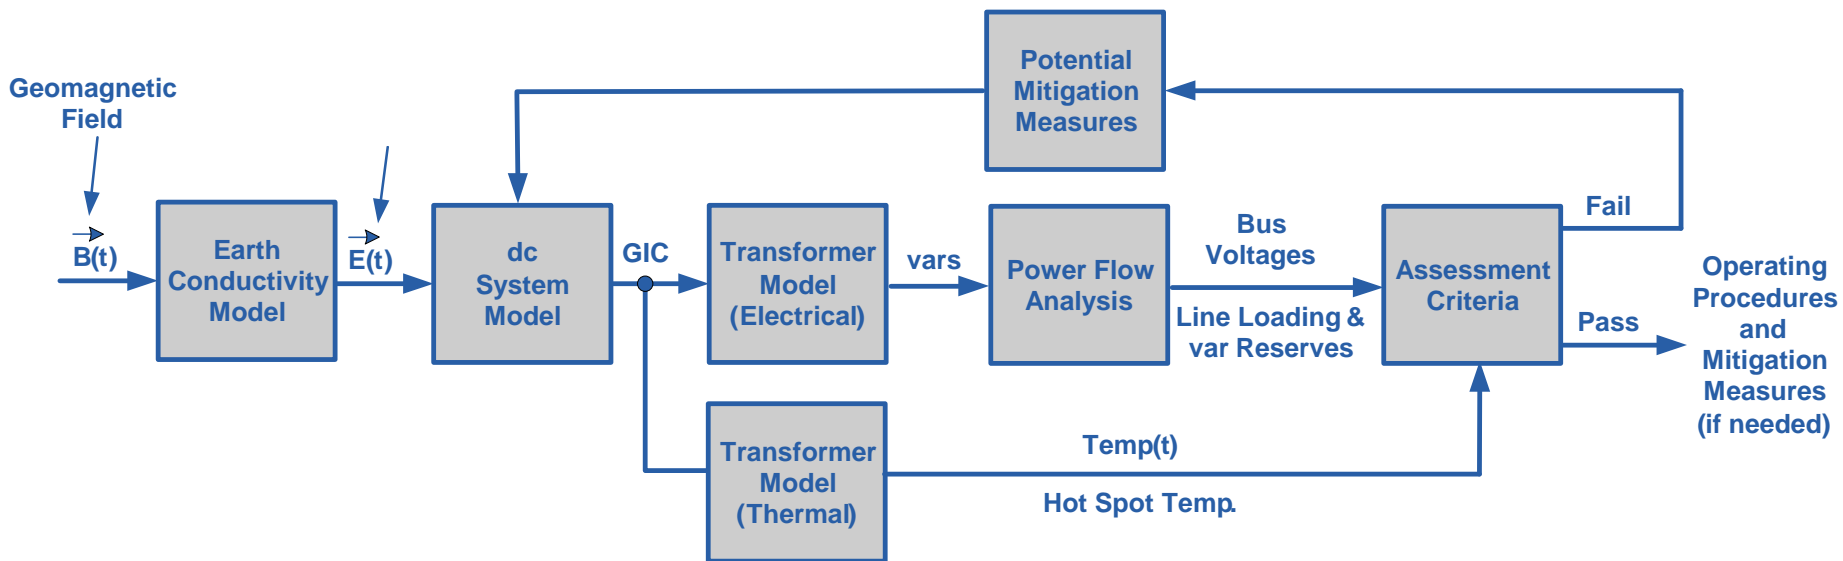 Geomagnetic
Field
B(t)
Earth
Conductivity
Model
E(t)
dc
System
Model
GIC
Transformer
Model
(Electrical)
vars
Power Flow
Analysis
Bus
Voltages
Line Loading &
var Reserves
Assessment
Criteria
Fail
Pass
Potential
Mitigation
Measures
Operating
Procedures
and
Mitigation
Measures
(if needed)
Transformer
Model
(Thermal)
Temp(t)
Hot Spot Temp.